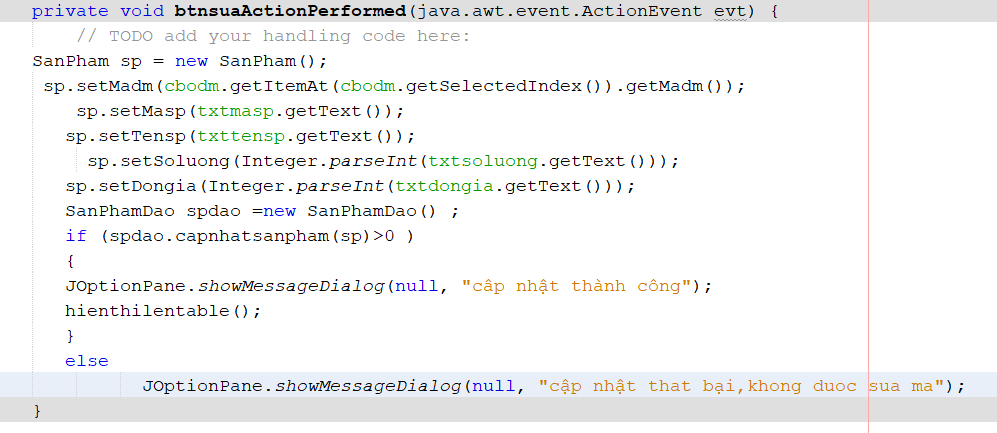 private void btnsuaActionPerformed(java.awt.event.ActionEvent evt) {
// TODO add your handling code here:
SanPham sp = new SanPham();
sp.setMadm(cbodm.getItemAt(cbodm.getSelectedIndex()).getMadm());
sp.setMasp(txtmasp.getText());
sp.setTensp(txttensp.getText());
sp.setSoluong(Integer.parseInt(txtsoluong.getText()));
sp.setDongia(Integer.parseInt(txtdongia.getText()));
SanPhamDao spdao =new SanPhamDao() ;
if (spdao.capnhatsanpham(sp)>0 )
{
JOptionPane.showMessageDialog(null, "câp nhật thành công");
hienthilentable();
}
else
JOptionPane.showMessageDialog(null, "cập nhật that bại,khong duoc sua ma");
}